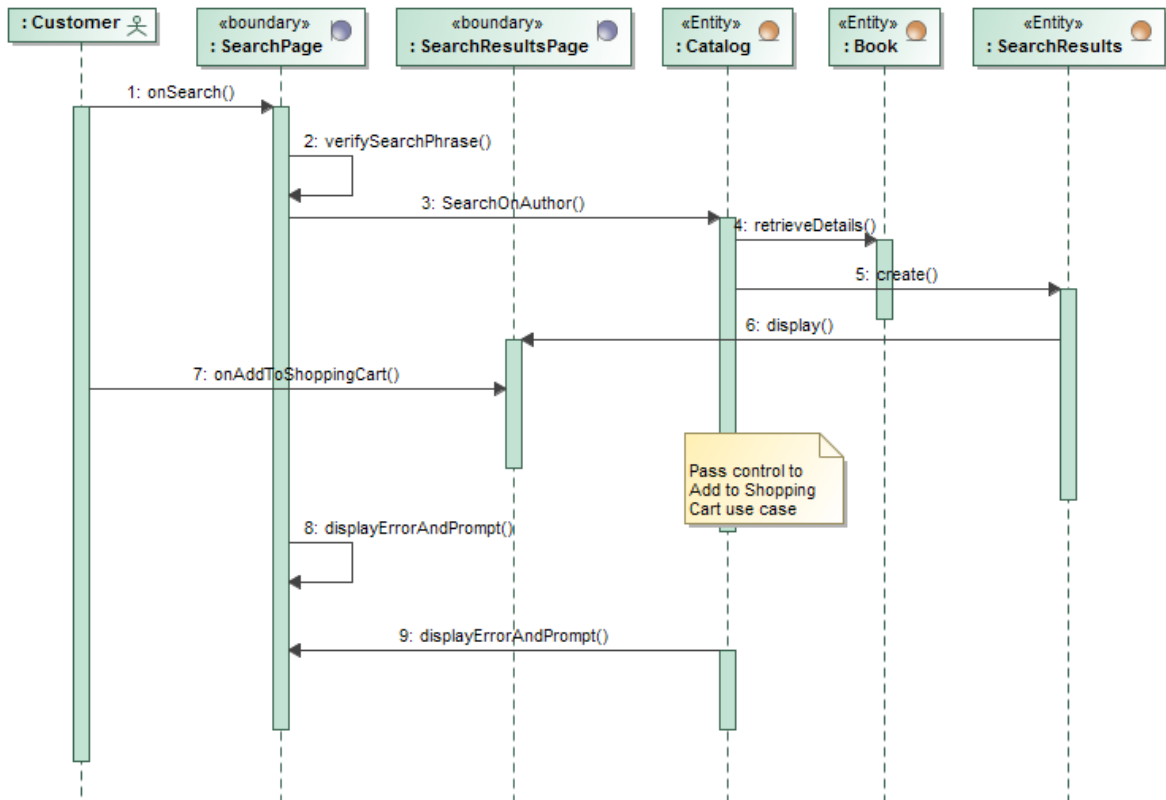 : Customer
«boundary»
: SearchPage
«boundary»
: SearchResultsPage
«Entity»
: Catalog
«Entity»
: Book
«Entity»
: SearchResults
1: onSearch()
2: verifySearchPhrase()
3: SearchOnAuthor()
4: retrieveDetails()
5: create()
6: display()
7: onAddToShoppingCart()
Pass control to
Add to Shopping
Cart use case
8: displayErrorAndPrompt()
9: displayErrorAndPrompt()